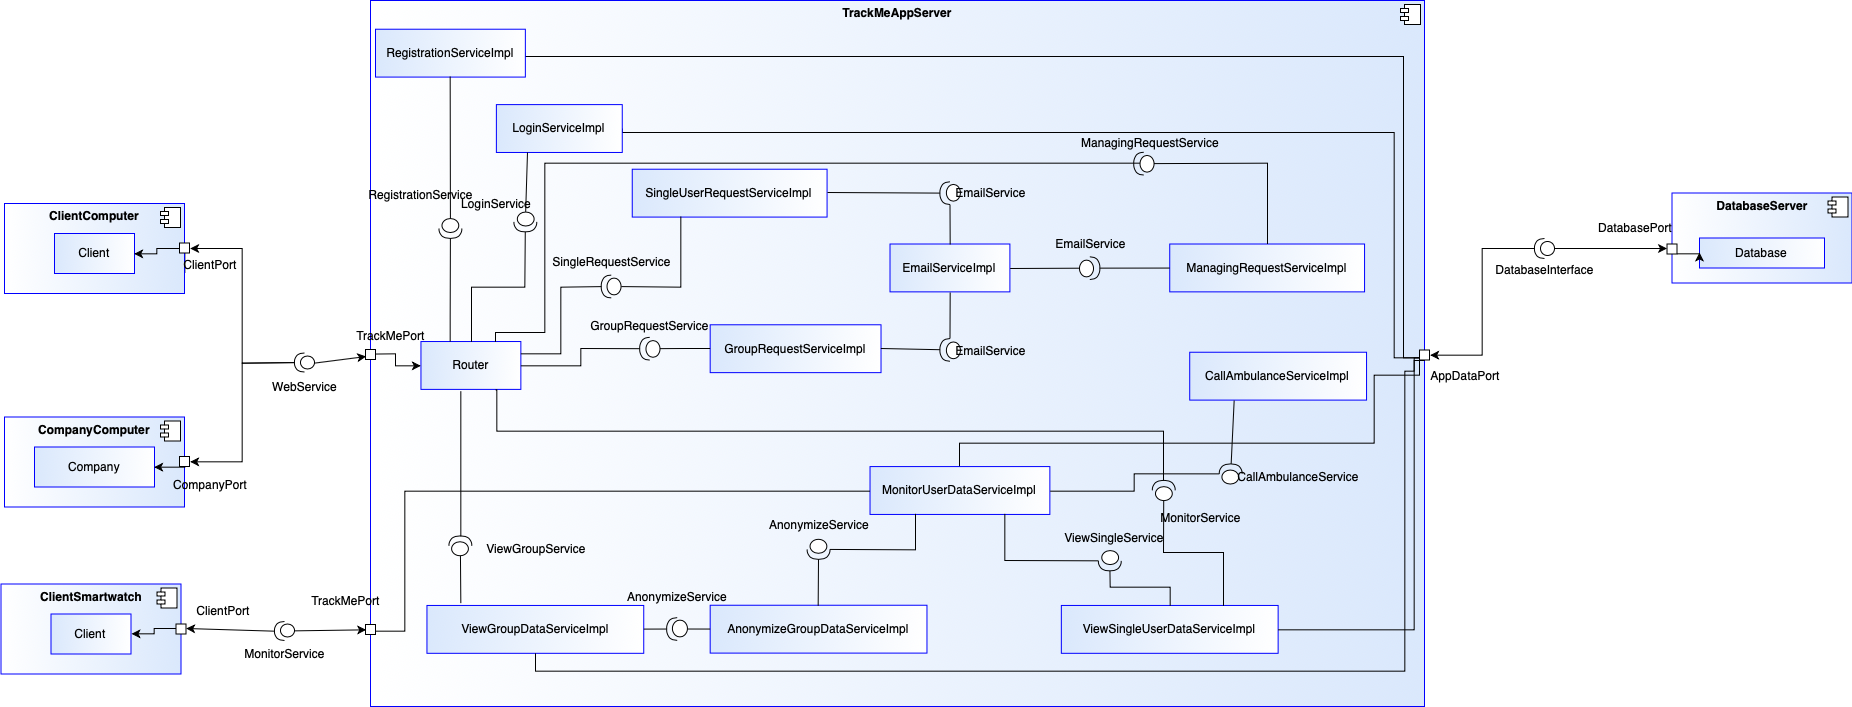 TrackMeAppServer
RegistrationServiceImpl
LoginServiceImpl
ManagingRequestService
SingleUserRequestServiceImpl
EmailService
RegistrationService
LoginService
ClientComputer
Client
ClientPort
DatabaseServer
DatabasePort
Database
DatabaseInterface
SingleRequestService
EmailServiceImpl
EmailService
ManagingRequestServiceImpl
TrackMePort
GroupRequestService
GroupRequestServiceImpl
EmailService
Router
WebService
CallAmbulanceServiceImpl
AppDataPort
CompanyComputer
Company
CompanyPort
MonitorUserDataServiceImpl
CallAmbulanceService
MonitorService
AnonymizeService
ViewSingleService
ViewGroupService
ClientSmartwatch
Client
ClientPort
TrackMePort
MonitorService
AnonymizeService
ViewGroupDataServiceImpl
AnonymizeGroupDataServiceImpl
ViewSingleUserDataServiceImpl